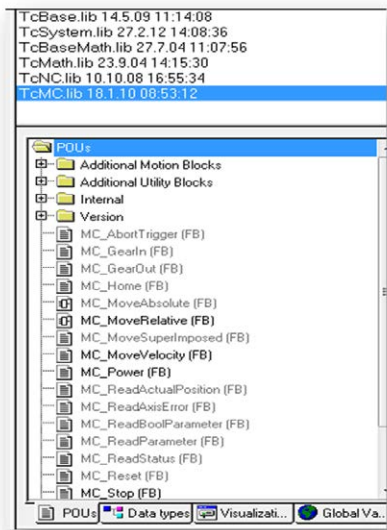 TcBase.lib 14.5.09 11:14:08
TcSystem.lib 27.2.12 14:08:36
TcBaseMath.lib 27.7.04 11:07:56
TcMath.lib 23.9.04 14:15:30
TcNC.lib 10.10.08 16:55:34
TcMC.lib 18.1.10 08:53:12
POUs
Additional Motion Blocks
Additional Utility Blocks
Internal
Version
MC_AbortTrigger (FB)
MC_GearIn (FB)
MC_GearOut (FB)
MC_Home (FB)
MC_MoveAbsolute (FB)
MC_MoveRelative (FB)
MC_MoveSuperImposed (FB)
MC_MoveVelocity (FB)
MC_Power (FB)
MC_ReadActualPosition (FB)
MC_ReadAxisError (FB)
MC_ReadBoolParameter (FB)
MC_ReadParameter (FB)
MC_ReadStatus (FB)
MC_Reset (FB)
MC_Stop (FB)
POUs Data types Visualizati... Global Va...